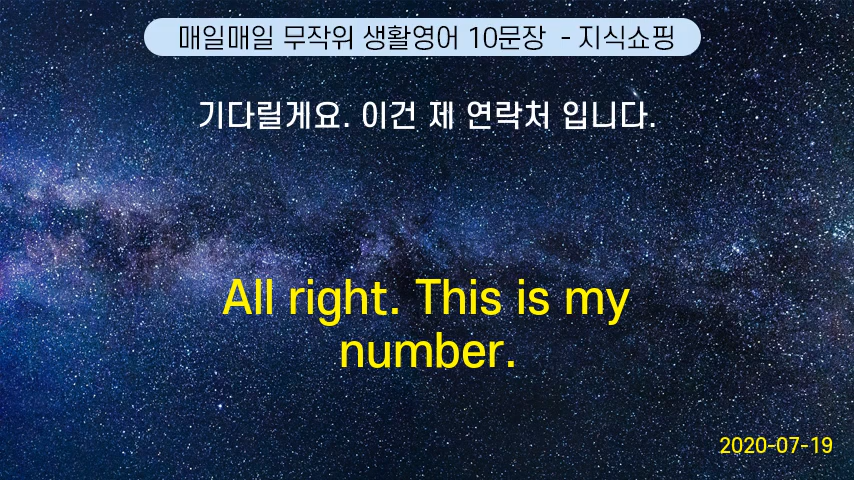 매일매일 무작위 생활영어 10문장 - 지식쇼핑
기다릴게요. 이건 제 연락처 입니다.
All right. This is my
number.
2020-07-19